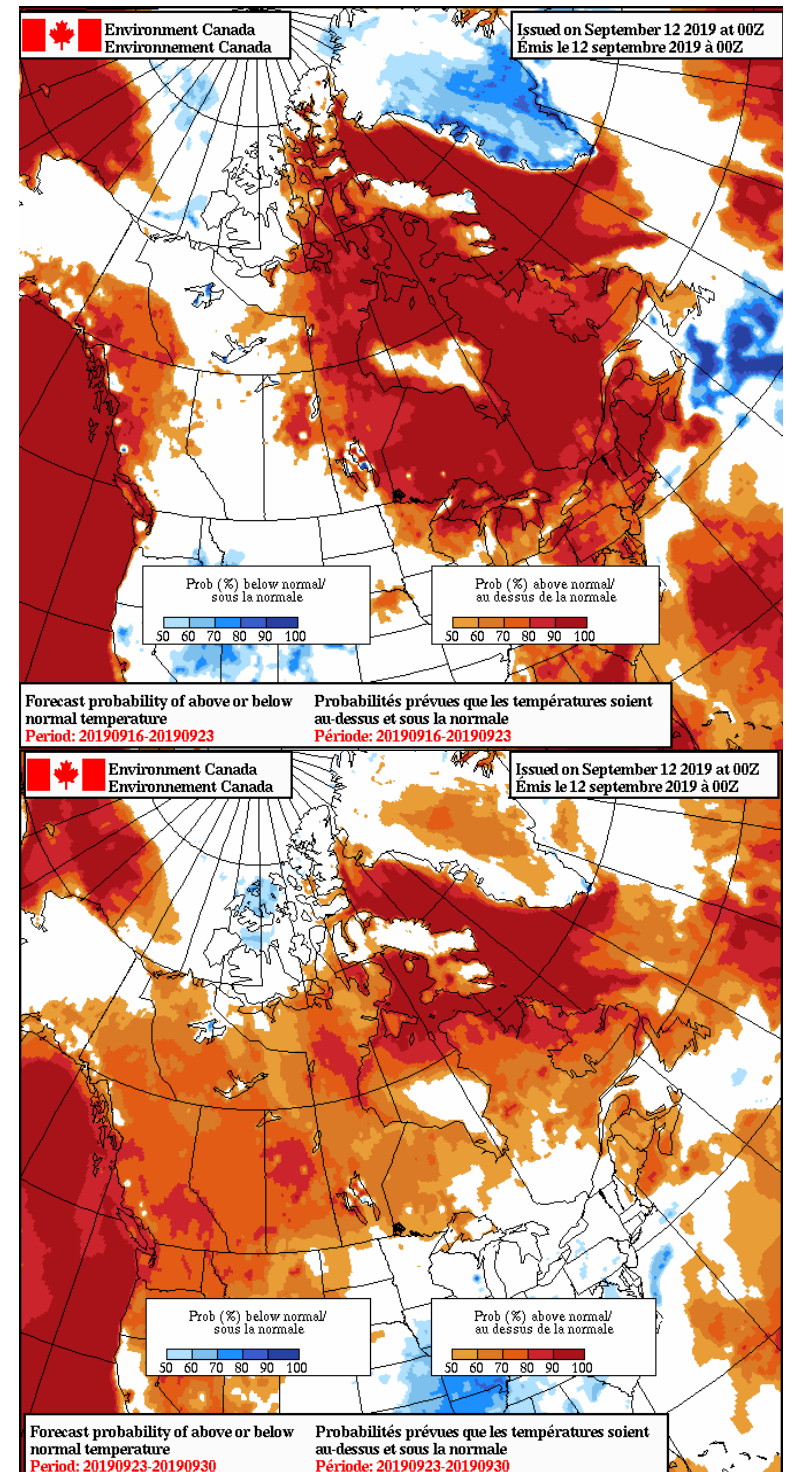 Environment Canada
Environnement Canada
Issued on September 12 2019 at 00Z
Émis le 12 septembre 2019 à 00Z
Prob (%) below normal/
sous la normale
50 60 70 80 90 100
Prob (%) above normal/
au dessus de la normale
50 60 70 80 90 100
Forecast probability of above or below
normal temperature
Period: 20190916-20190923
Probabilités prévues que les températures soient
au-dessus et sous la normale
Période: 20190916-20190923
Environment Canada
Environnement Canada
Issued on September 12 2019 at 00Z
Émis le 12 septembre 2019 à 00Z
Prob (%) below normal/
sous la normale
50 60 70 80 90 100
Prob (%) above normal/
au dessus de la normale
50 60 70 80 90 100
Forecast probability of above or below
normal temperature
Period: 20190923-20190930
Probabilités prévues que les températures soient
au-dessus et sous la normale
Période: 20190923-20190930